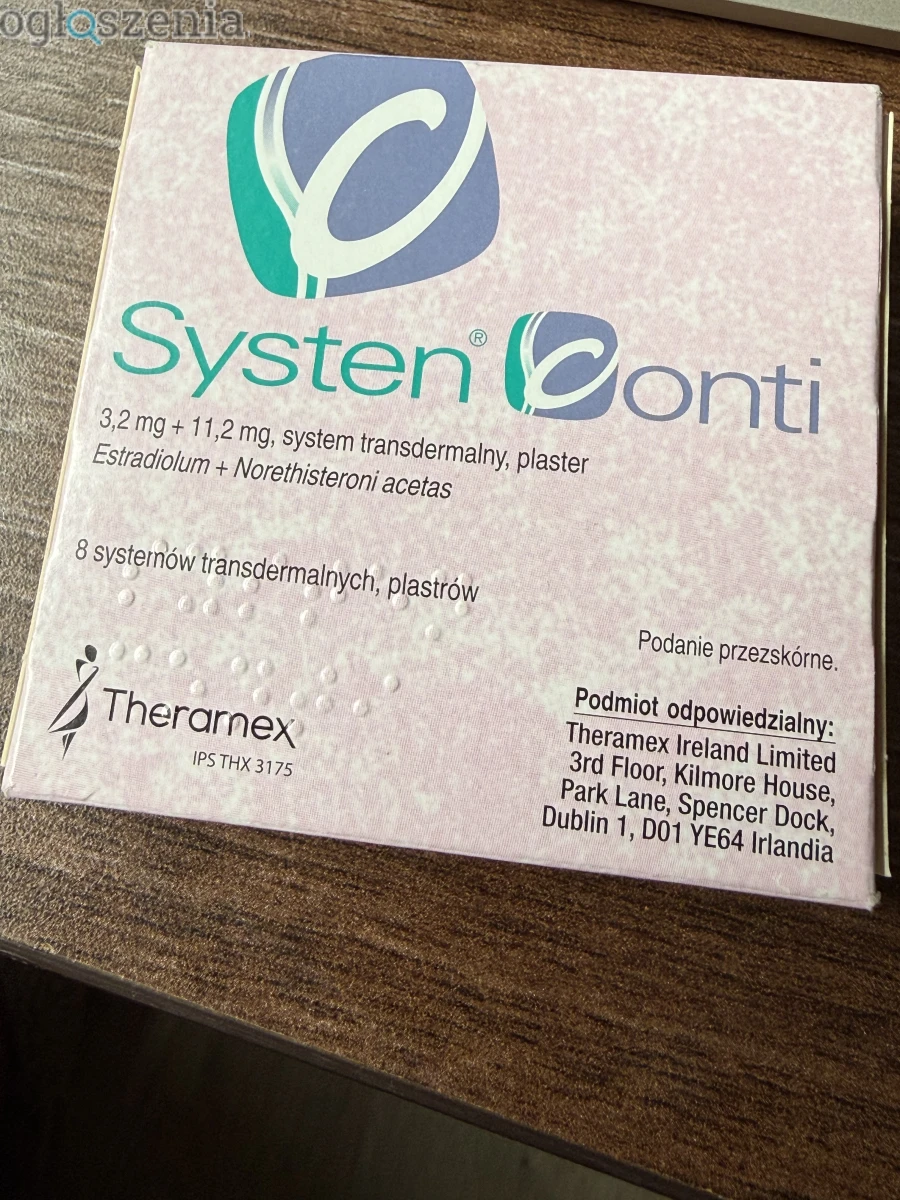 ogłoszenia
Systen® Conti
3,2 mg + 11,2 mg, system transdermalny, plaster
Estradiolum + Norethisteroni acetas
8 systemów transdermalnych, plastrów
Podanie przezskórne.
Theramex
IPS THX 3175
Podmiot odpowiedzialny:
Theramex Ireland Limited
3rd Floor, Kilmore House,
Park Lane, Spencer Dock,
Dublin 1, D01 YE64 Irlandia